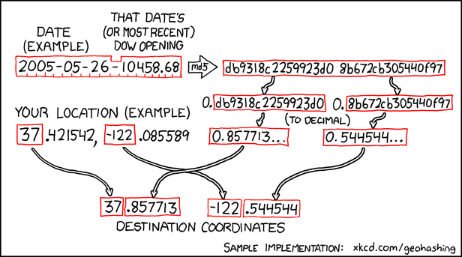 DATE
(EXAMPLE)
THAT DATE'S
(OR MOST RECENT)
DOW OPENING
2005-05-26-10458.68
md5
db9318c2259923d0 8b672cb305440f97
0.db9318c2259923d0
0.8b672cb305440f97
(TO DECIMAL)
0.857713...
0.544544...
YOUR LOCATION (EXAMPLE)
37.421542, -122.085589
37.857713
-122.544544
DESTINATION COORDINATES
SAMPLE IMPLEMENTATION: xkcd.com/geohashing